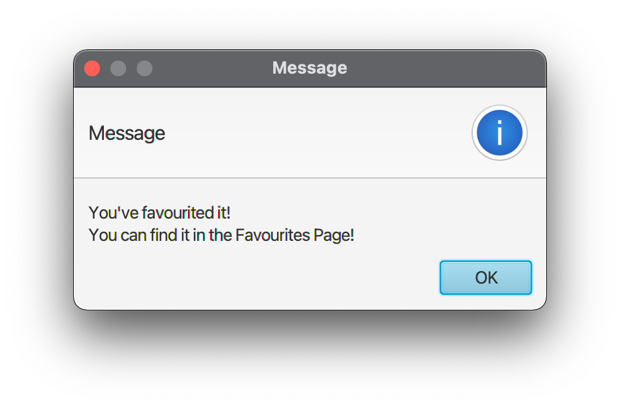 Message
Message
i
You've favourited it!
You can find it in the Favourites Page!
OK